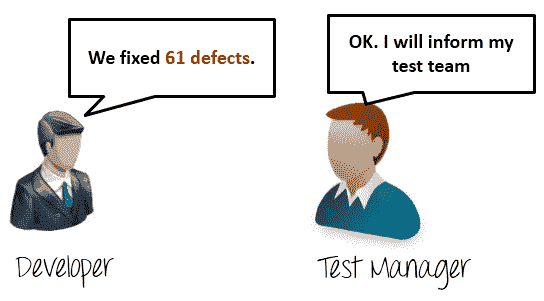 We fixed 61 defects.
OK. I will inform my
test team
Developer
Test Manager